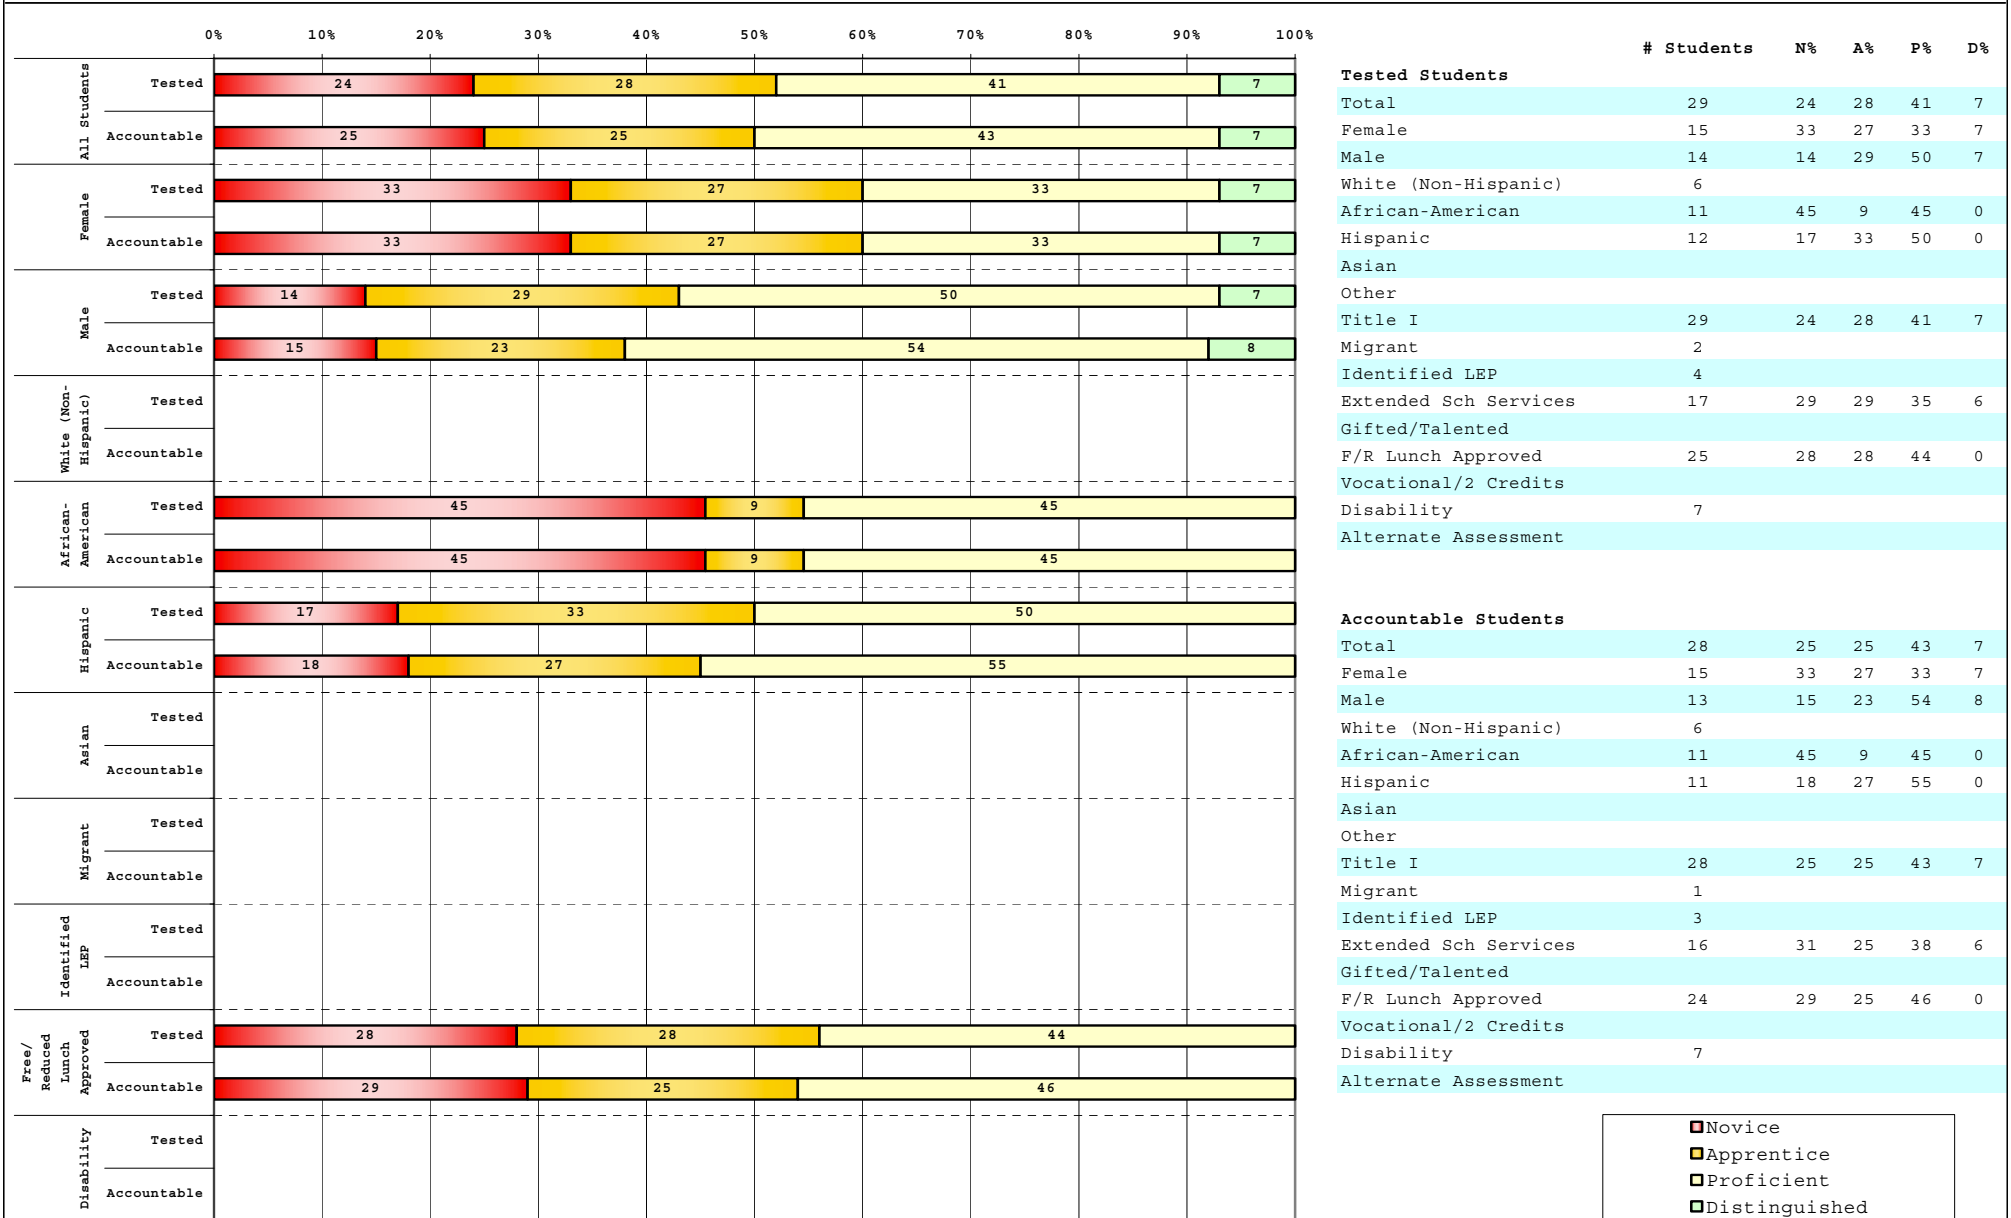 0% 10% 20% 30% 40% 50% 60% 70% 80% 90% 100%
All Students
Tested 24 28 41 7
Accountable 25 25 43 7
Female
Tested 33 27 33 7
Accountable 33 27 33 7
Male
Tested 14 29 50 7
Accountable 15 23 54 8
White (Non-
Hispanic)
Tested
Accountable
African-
American
Tested 45 9 45
Accountable 45 9 45
Hispanic
Tested 17 33 50
Accountable 18 27 55
Asian
Tested
Accountable
Migrant
Tested
Accountable
Identified
LEP
Tested
Accountable
Free/
Reduced
Lunch
Approved
Tested 28 28 44
Accountable 29 25 46
Disability
Tested
Accountable
# Students N% A% P% D%
Tested Students
Total 29 24 28 41 7
Female 15 33 27 33 7
Male 14 14 29 50 7
White (Non-Hispanic) 6
African-American 11 45 9 45 0
Hispanic 12 17 33 50 0
Asian
Other
Title I 29 24 28 41 7
Migrant 2
Identified LEP 4
Extended Sch Services 17 29 29 35 6
Gifted/Talented
F/R Lunch Approved 25 28 28 44 0
Vocational/2 Credits
Disability 7
Alternate Assessment
Accountable Students
Total 28 25 25 43 7
Female 15 33 27 33 7
Male 13 15 23 54 8
White (Non-Hispanic) 6
African-American 11 45 9 45 0
Hispanic 11 18 27 55 0
Asian
Other
Title I 28 25 25 43 7
Migrant 1
Identified LEP 3
Extended Sch Services 16 31 25 38 6
Gifted/Talented
F/R Lunch Approved 24 29 25 46 0
Vocational/2 Credits
Disability 7
Alternate Assessment
Novice
Apprentice
Proficient
Distinguished